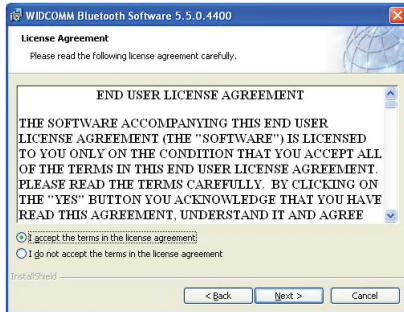 WIDCOMM Bluetooth Software 5.5.0.4400
License Agreement
Please read the following license agreement carefully.
END USER LICENSE AGREEMENT
THE SOFTWARE ACCOMPANYING THIS END USER
LICENSE AGREEMENT (THE "SOFTWARE") IS LICENSED
TO YOU ONLY ON THE CONDITION THAT YOU ACCEPT ALL
OF THE TERMS IN THIS END USER LICENSE AGREEMENT.
PLEASE READ THE TERMS CAREFULLY. BY CLICKING ON
THE "YES" BUTTON YOU ACKNOWLEDGE THAT YOU HAVE
READ THIS AGREEMENT, UNDERSTAND IT AND AGREE
I accept the terms in the license agreement
I do not accept the terms in the license agreement
InstallShield
< Back Next > Cancel